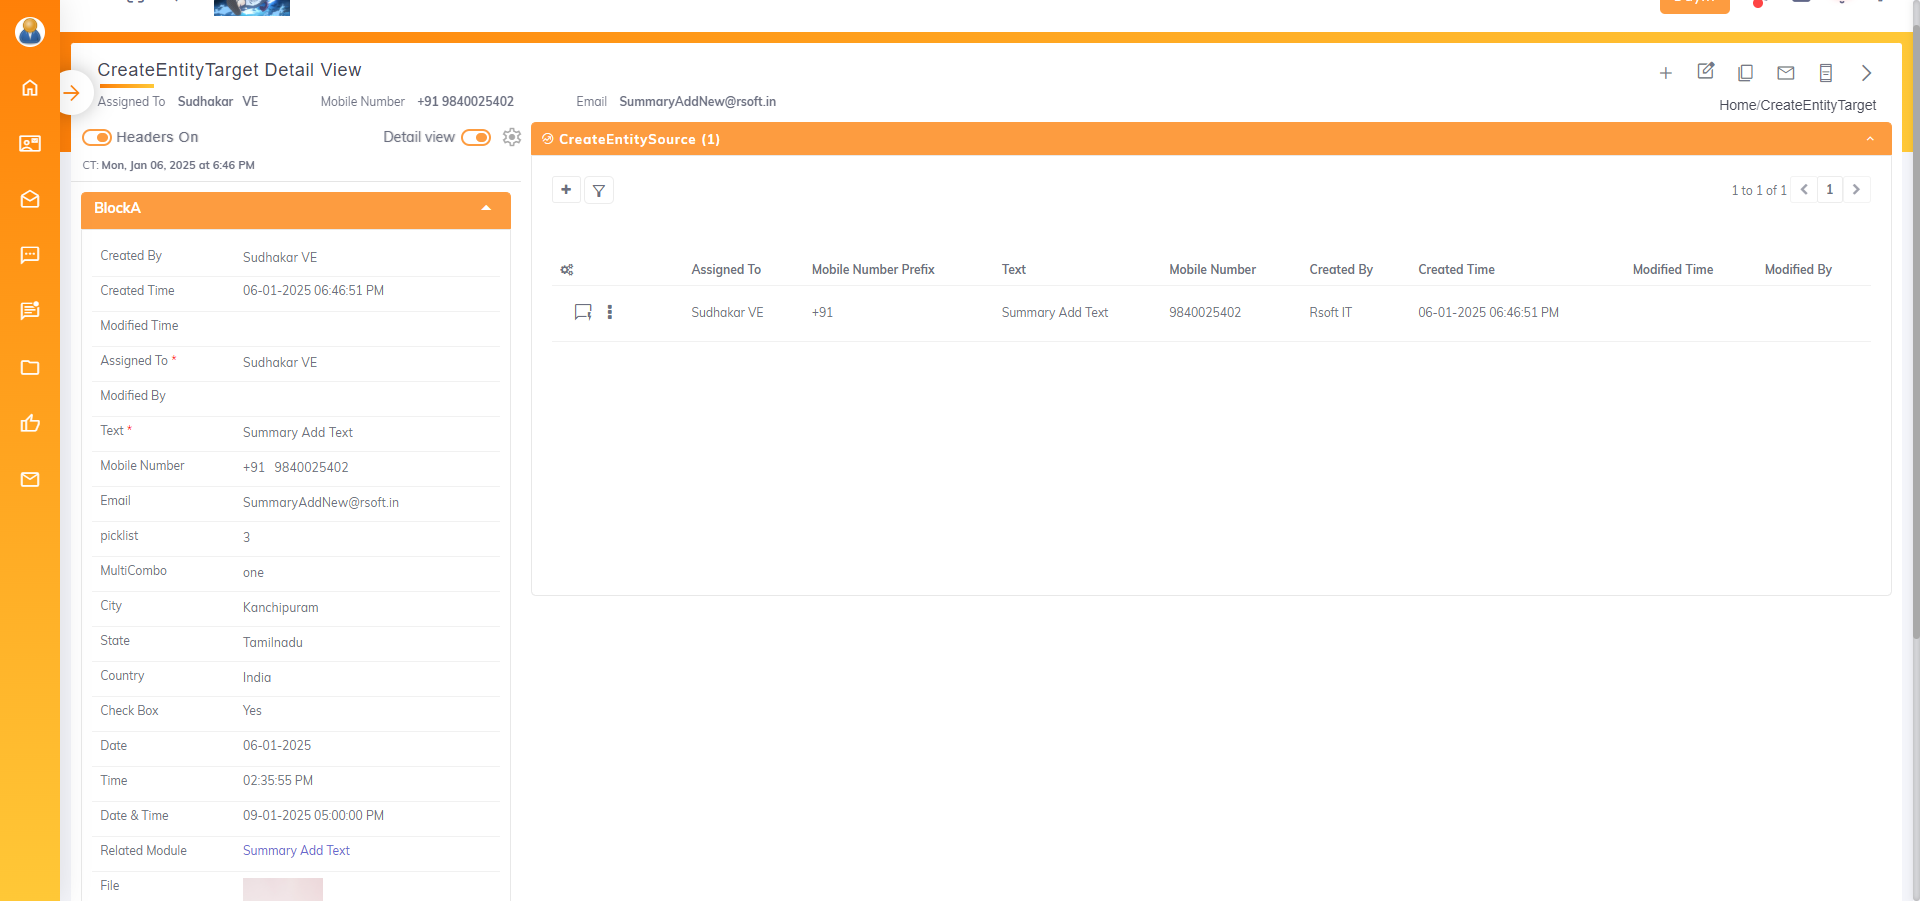 CreateEntityTarget Detail View
Assigned To Sudhakar VE Mobile Number +91 9840025402 Email SummaryAddNew@rsoft.in
Home/CreateEntityTarget
Headers On Detail view
CT: Mon, Jan 06, 2025 at 6:46 PM
BlockA
Created By Sudhakar VE
Created Time 06-01-2025 06:46:51 PM
Modified Time
Assigned To * Sudhakar VE
Modified By
Text * Summary Add Text
Mobile Number +91 9840025402
Email SummaryAddNew@rsoft.in
picklist 3
MultiCombo one
City Kanchipuram
State Tamilnadu
Country India
Check Box Yes
Date 06-01-2025
Time 02:35:55 PM
Date & Time 09-01-2025 05:00:00 PM
Related Module Summary Add Text
File
CreateEntitySource (1)
1 to 1 of 1 1
Assigned To Mobile Number Prefix Text Mobile Number Created By Created Time Modified Time Modified By
Sudhakar VE +91 Summary Add Text 9840025402 Rsoft IT 06-01-2025 06:46:51 PM